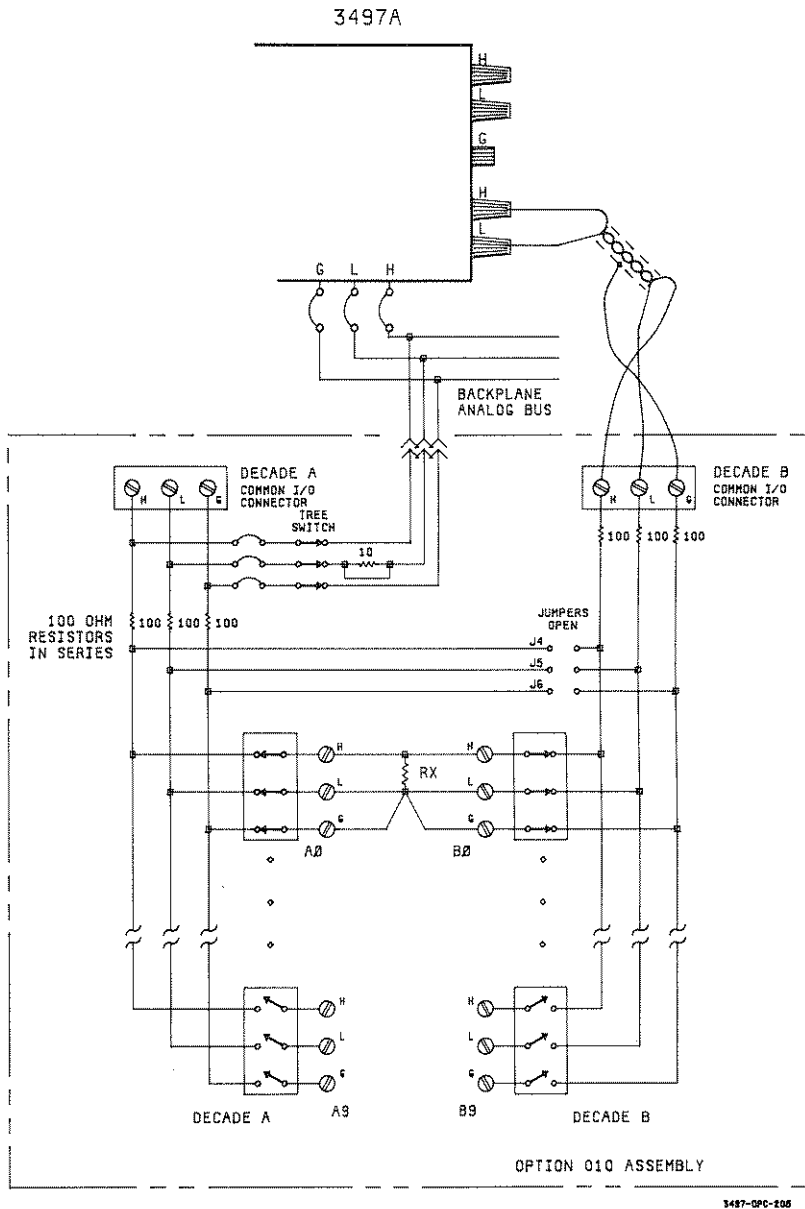 3497A
H
L
G
H
L
G L H
BACKPLANE
ANALOG BUS
DECADE A
COMMON I/O
CONNECTOR
H L G
DECADE B
COMMON I/O
CONNECTOR
H L G
TREE
SWITCH
10
100 100 100
100 OHM
RESISTORS
IN SERIES
100 100 100
JUMPERS
OPEN
J4
J5
J6
H H
RX
L L
G G
A0 B0
H H
L L
G G
DECADE A A9 B9 DECADE B
OPTION 010 ASSEMBLY
3497-OPC-205